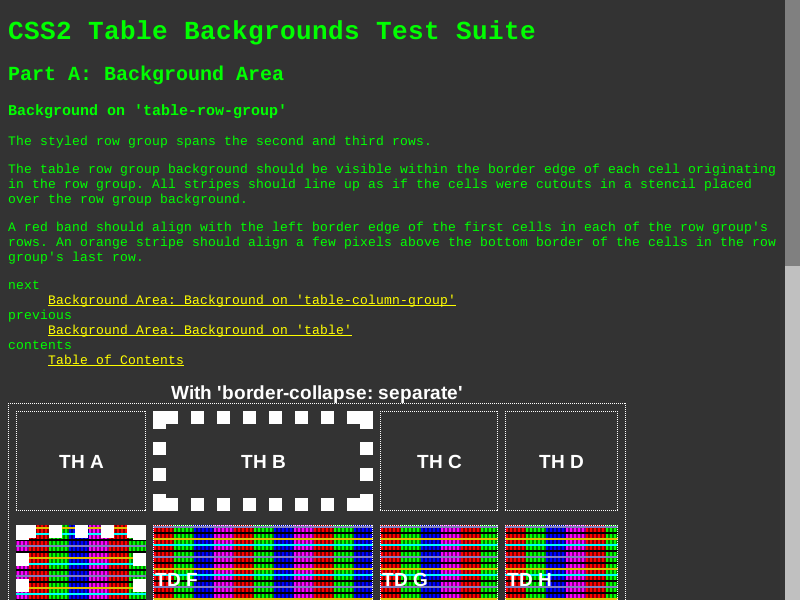 CSS2 Table Backgrounds Test Suite
Part A: Background Area
Background on 'table-row-group'
The styled row group spans the second and third rows.
The table row group background should be visible within the border edge of each cell originating
in the row group. All stripes should line up as if the cells were cutouts in a stencil placed
over the row group background.
A red band should align with the left border edge of the first cells in each of the row group's
rows. An orange stripe should align a few pixels above the bottom border of the cells in the row
group's last row.
next
Background Area: Background on 'table-column-group'
previous
Background Area: Background on 'table'
contents
Table of Contents
With 'border-collapse: separate'
TH A TH B TH C TH D
TD F TD G TD H